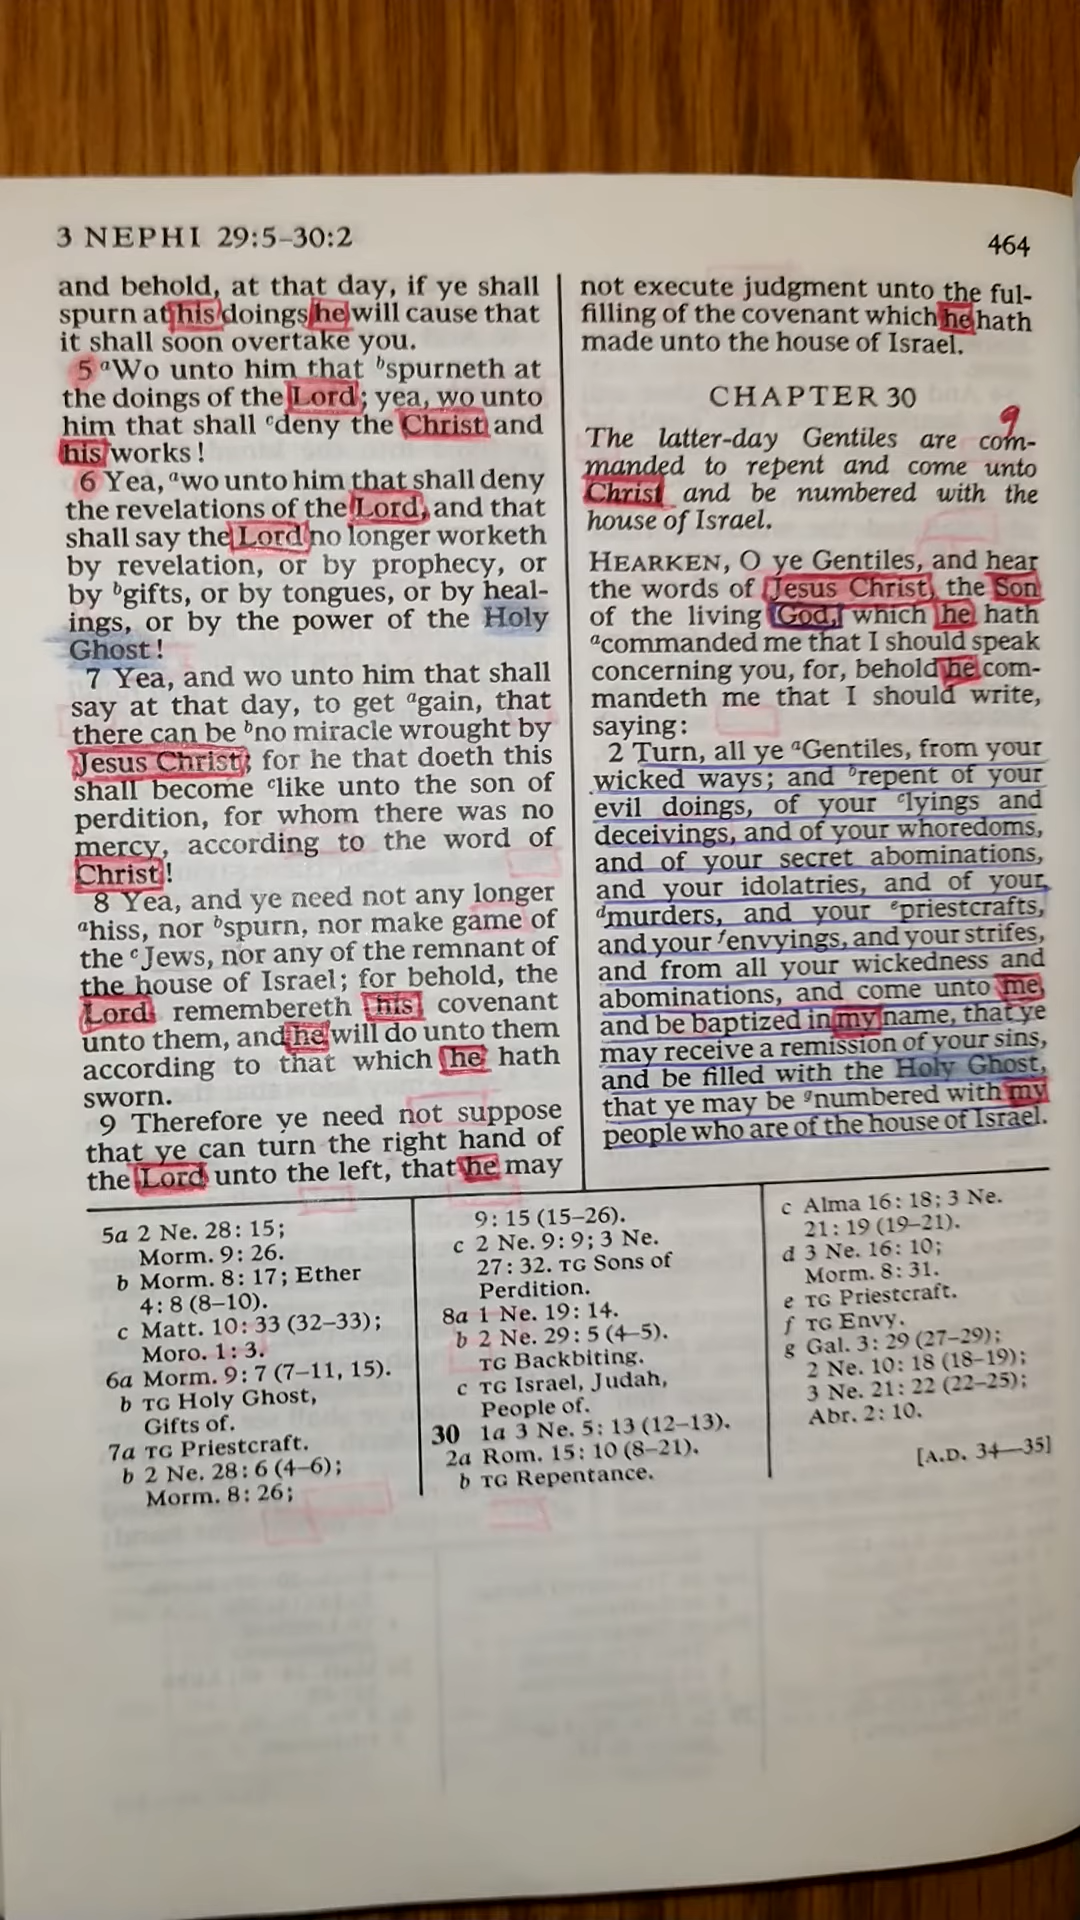 3 NEPHI 29:5–30:2
464
and behold, at that day, if ye shall
spurn at his doings he will cause that
it shall soon overtake you.
5 aWo unto him that bspurneth at
the doings of the Lord; yea, wo unto
him that shall cdeny the Christ and
his works!
6 Yea, awo unto him that shall deny
the revelations of the Lord, and that
shall say the Lord no longer worketh
by revelation, or by prophecy, or
by bgifts, or by tongues, or by heal-
ings, or by the power of the Holy
Ghost!
7 Yea, and wo unto him that shall
say at that day, to get again, that
there can be bno miracle wrought by
Jesus Christ; for he that doeth this
shall become clike unto the son of
perdition, for whom there was no
mercy, according to the word of
Christ!
8 Yea, and ye need not any longer
ahiss, nor bspurn, nor make game of
the cJews, nor any of the remnant of
the house of Israel; for behold, the
Lord remembereth his covenant
unto them, and he will do unto them
according to that which he hath
sworn.
9 Therefore ye need not suppose
that ye can turn the right hand of
the Lord unto the left, that he may
not execute judgment unto the ful-
filling of the covenant which he hath
made unto the house of Israel.
CHAPTER 30
9
The latter-day Gentiles are com-
manded to repent and come unto
Christ and be numbered with the
house of Israel.
HEARKEN, O ye Gentiles, and hear
the words of Jesus Christ, the Son
of the living God, which he hath
acommanded me that I should speak
concerning you, for, behold he com-
mandeth me that I should write,
saying:
2 Turn, all ye aGentiles, from your
wicked ways; and brepent of your
evil doings, of your clyings and
deceivings, and of your whoredoms,
and of your secret abominations,
and your idolatries, and of your
dmurders, and your epriestcrafts,
and your fenvyings, and your strifes,
and from all your wickedness and
abominations, and come unto me,
and be baptized in my name, that ye
may receive a remission of your sins,
and be filled with the Holy Ghost,
that ye may be gnumbered with my
people who are of the house of Israel.
5a 2 Ne. 28: 15;
Morm. 9: 26.
b Morm. 8: 17; Ether
4: 8 (8–10).
c Matt. 10: 33 (32–33);
Moro. 1: 3.
6a Morm. 9: 7 (7–11, 15).
b TG Holy Ghost,
Gifts of.
7a TG Priestcraft.
b 2 Ne. 28: 6 (4–6);
Morm. 8: 26;
9: 15 (15–26).
c 2 Ne. 9: 9; 3 Ne.
27: 32. TG Sons of
Perdition.
8a 1 Ne. 19: 14.
b 2 Ne. 29: 5 (4–5).
TG Backbiting.
c TG Israel, Judah,
People of.
30 1a 3 Ne. 5: 13 (12–13).
2a Rom. 15: 10 (8–21).
b TG Repentance.
c Alma 16: 18; 3 Ne.
21: 19 (19–21).
d 3 Ne. 16: 10;
Morm. 8: 31.
e TG Priestcraft.
f TG Envy.
g Gal. 3: 29 (27–29);
2 Ne. 10: 18 (18–19);
3 Ne. 21: 22 (22–25);
Abr. 2: 10.
[A.D. 34—35]